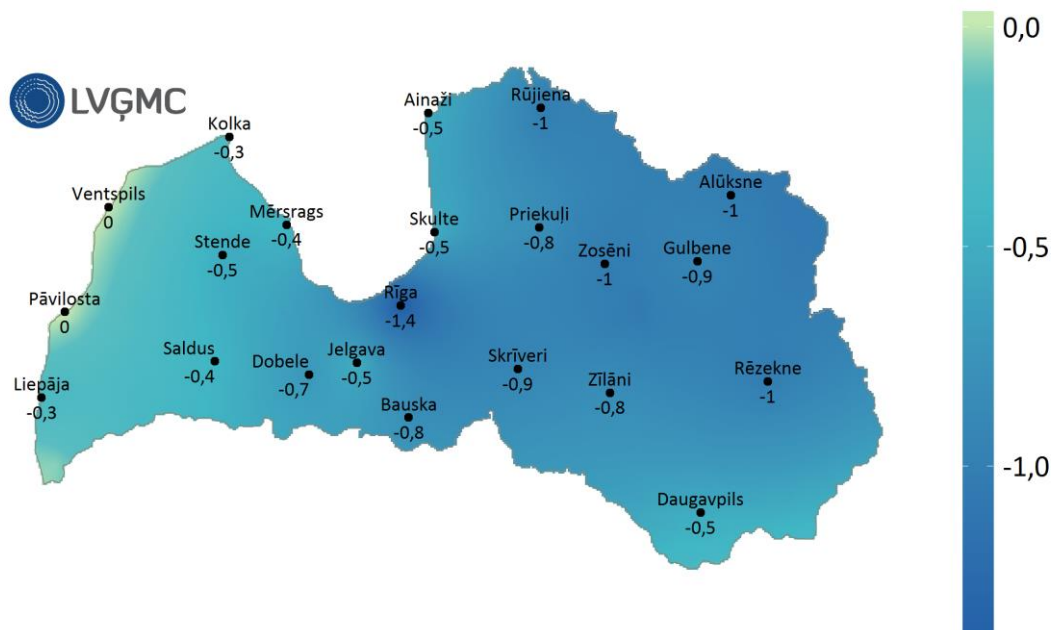 LVĢMC
0,0
-0,5
-1,0
Ainaži
-0,5
Rūjiena
-1
Kolka
-0,3
Ventspils
0
Mērsrags
-0,4
Stende
-0,5
Skulte
-0,5
Priekuļi
-0,8
Zosēni
-1
Alūksne
-1
Gulbene
-0,9
Pāvilosta
0
Rīga
-1,4
Saldus
-0,4
Dobele
-0,7
Jelgava
-0,5
Liepāja
-0,3
Bauska
-0,8
Skrīveri
-0,9
Zīlāni
-0,8
Rēzekne
-1
Daugavpils
-0,5